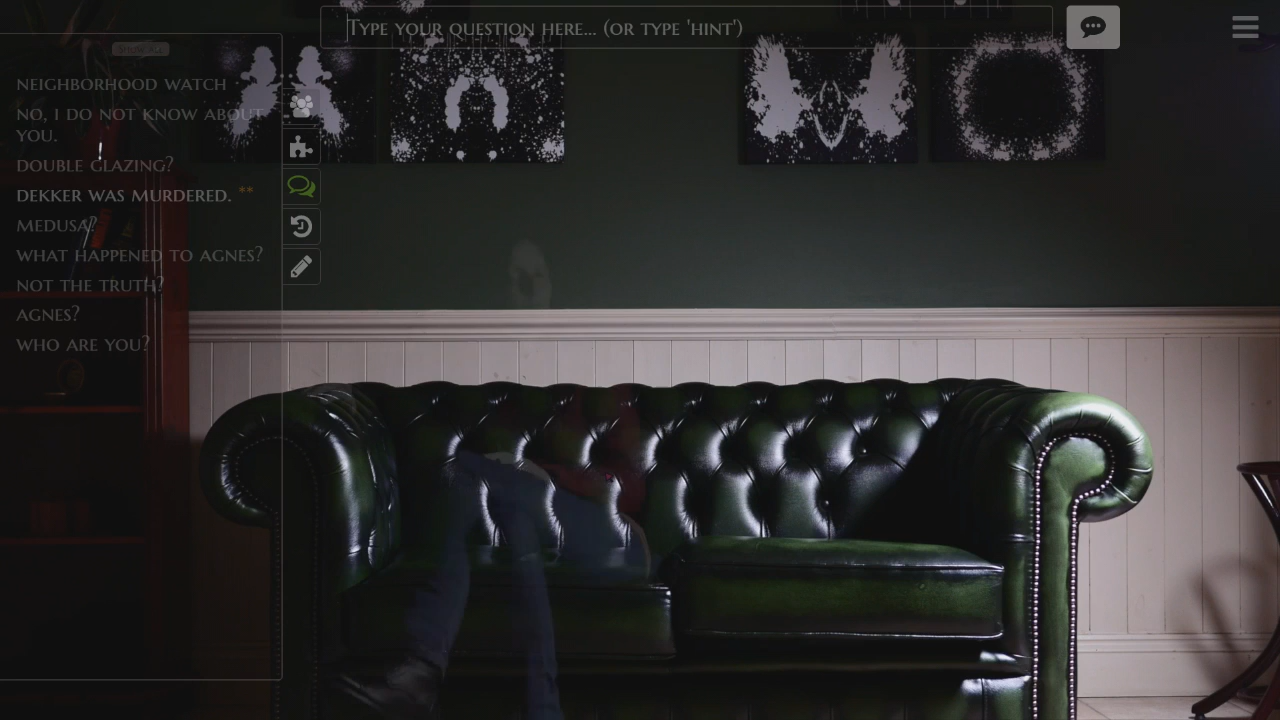 Type your question here... (or type 'hint')
Neighborhood Watch
No, I do not know about
you.
Double glazing?
Dekker was murdered. **
Medusa?
What happened to Agnes?
Not the truth?
Agnes?
Who are you?